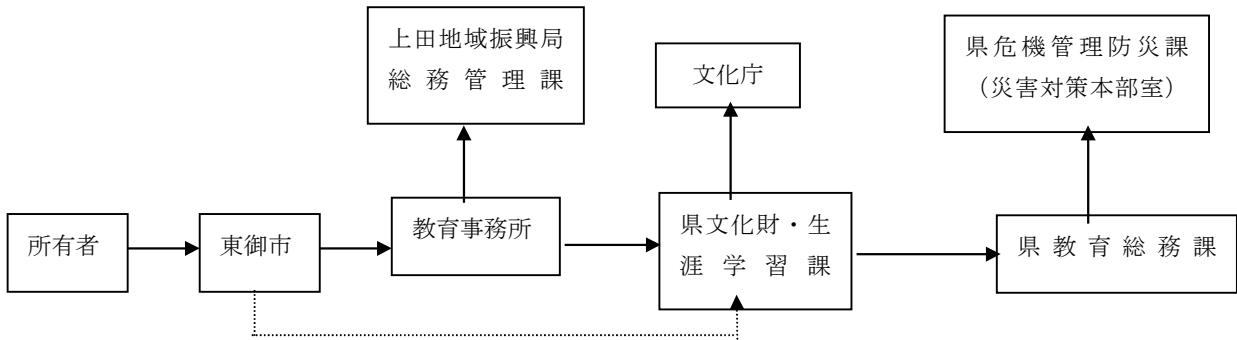 上田地域振興局
総務管理課
文化庁
県危機管理防災課
(災害対策本部室)
所有者
東御市
教育事務所
県文化財・生
涯学習課
県教育総務課